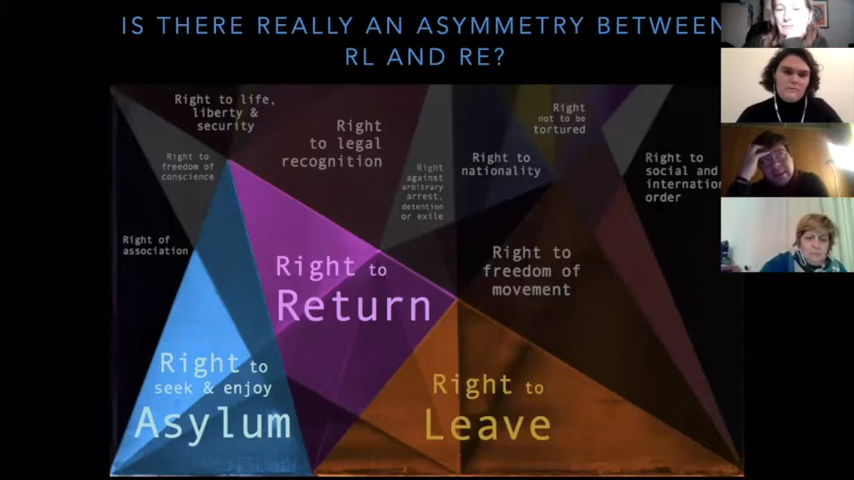 IS THERE REALLY AN ASYMMETRY BETWEEN
RL AND RE?
Right to life,
liberty &
security
Right
to legal
recognition
Right
not to be
tortured
Right to
freedom of
conscience
Right
against
arbitrary
arrest,
detention
or exile
Right to
nationality
Right to
social and
internation
order
Right of
association
Right to
freedom of
movement
Right to
Return
Right to
seek & enjoy
Asylum
Right to
Leave